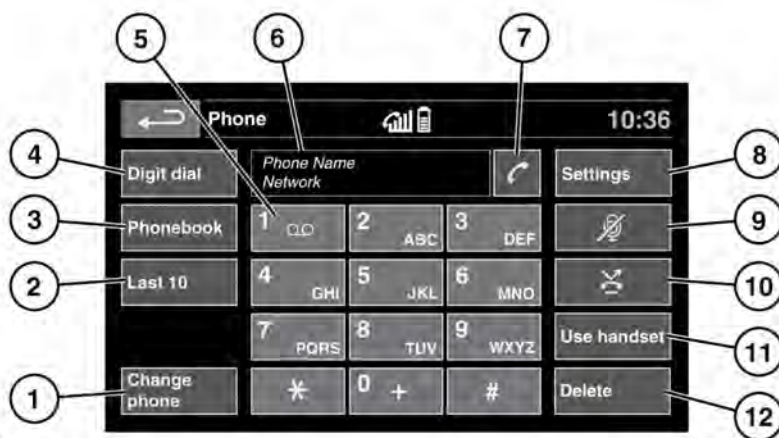 5
6
7
Phone
10:36
4
Digit dial
Phone Name
Network
Settings
8
3
Phonebook
1
2 ABC
3 DEF
9
2
Last 10
4 GHI
5 JKL
6 MNO
10
7 PQRS
8 TUV
9 WXYZ
Use handset
11
1
Change
phone
*
0 +
#
Delete
12